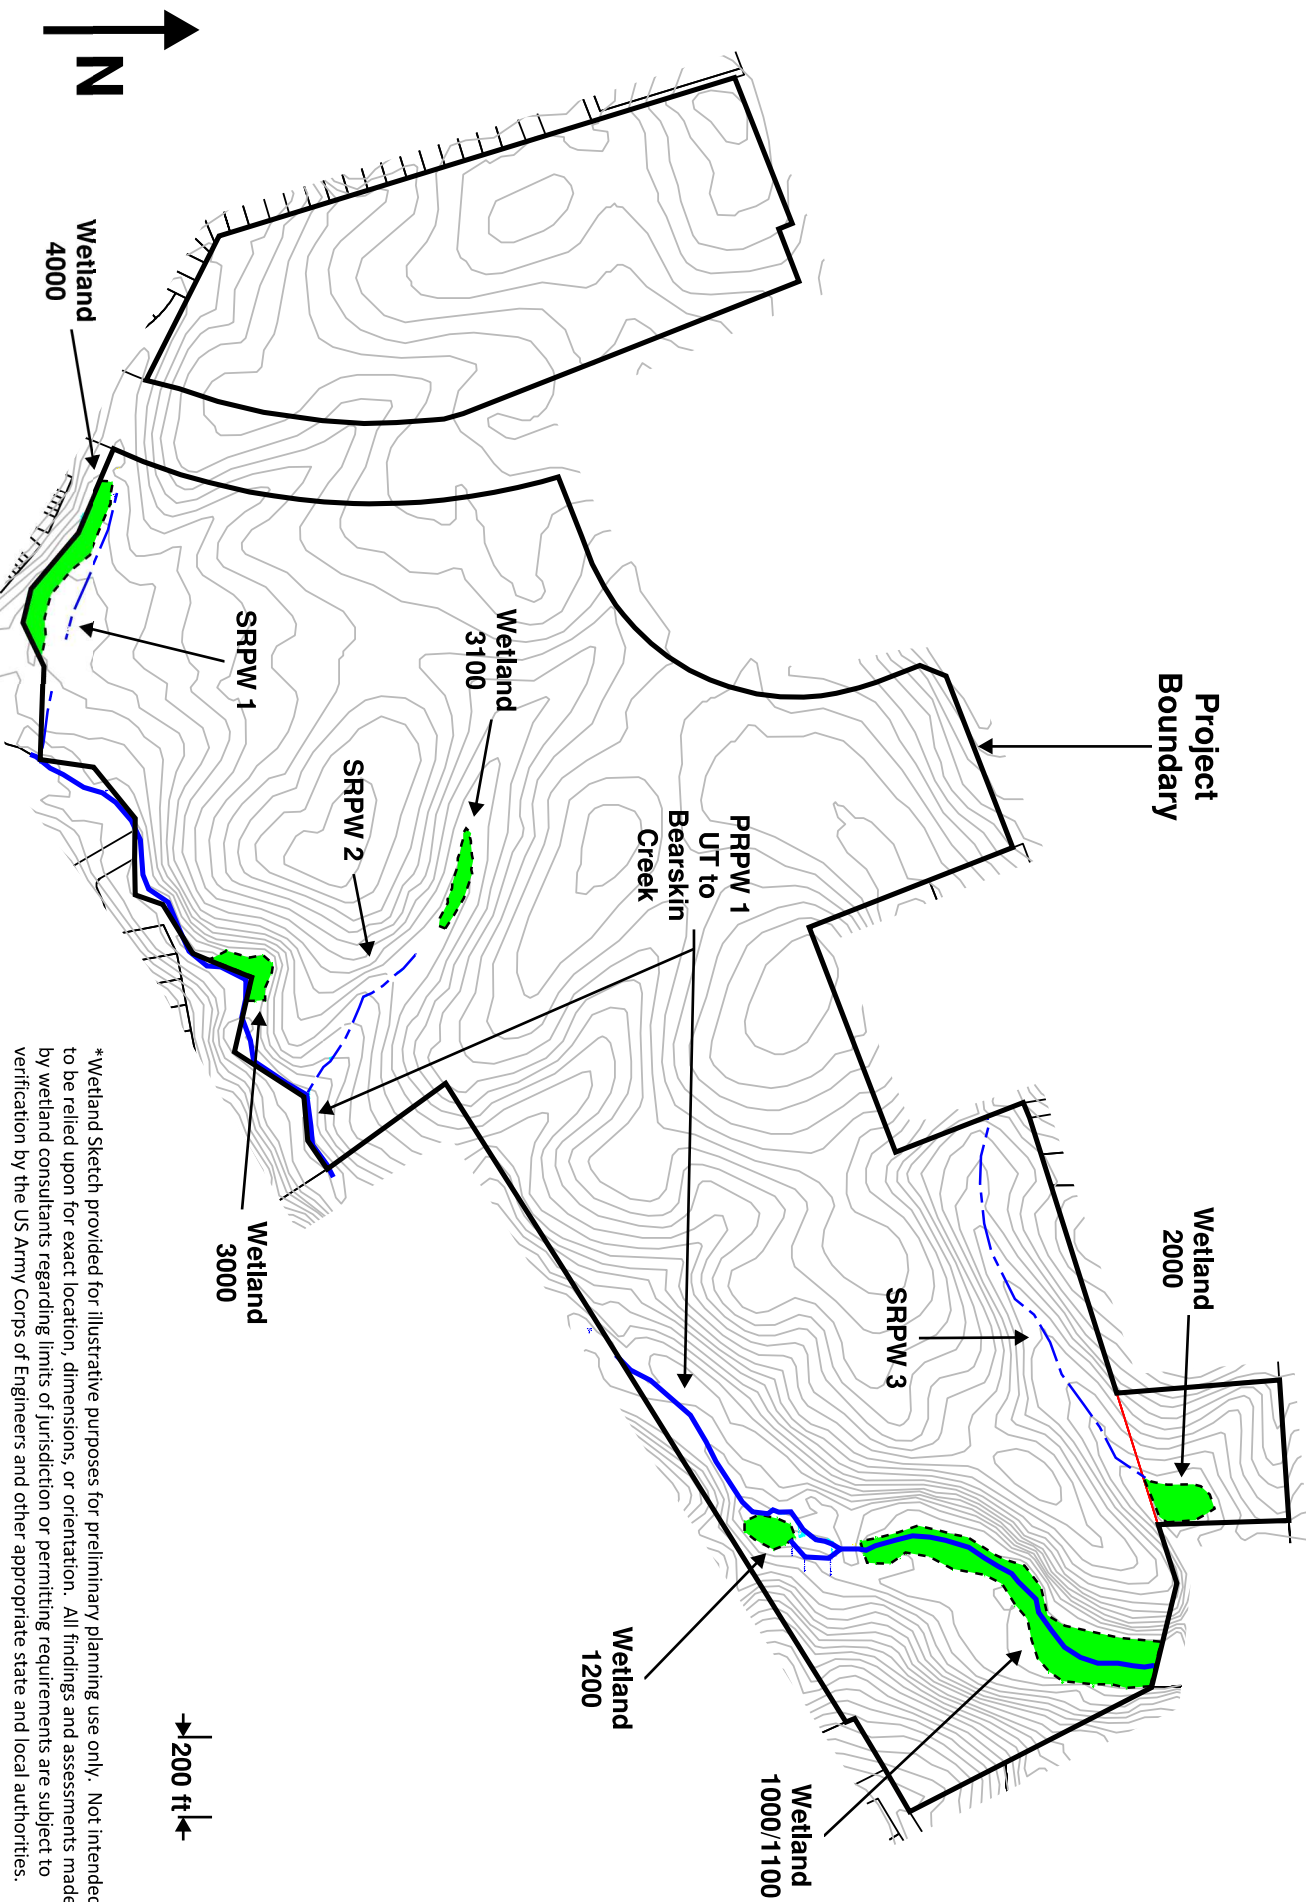 N
Project
Boundary
Wetland
2000
Wetland
4000
SRPW 1
Wetland
3100
SRPW 2
PRPW 1
UT to
Bearskin
Creek
SRPW 3
Wetland
3000
Wetland
1200
Wetland
1000/1100
200 ft
*Wetland Sketch provided for illustrative purposes for preliminary planning use only. Not intended
to be relied upon for exact location, dimensions, or orientation. All findings and assessments made
by wetland consultants regarding limits of jurisdiction or permitting requirements are subject to
verification by the US Army Corps of Engineers and other appropriate state and local authorities.